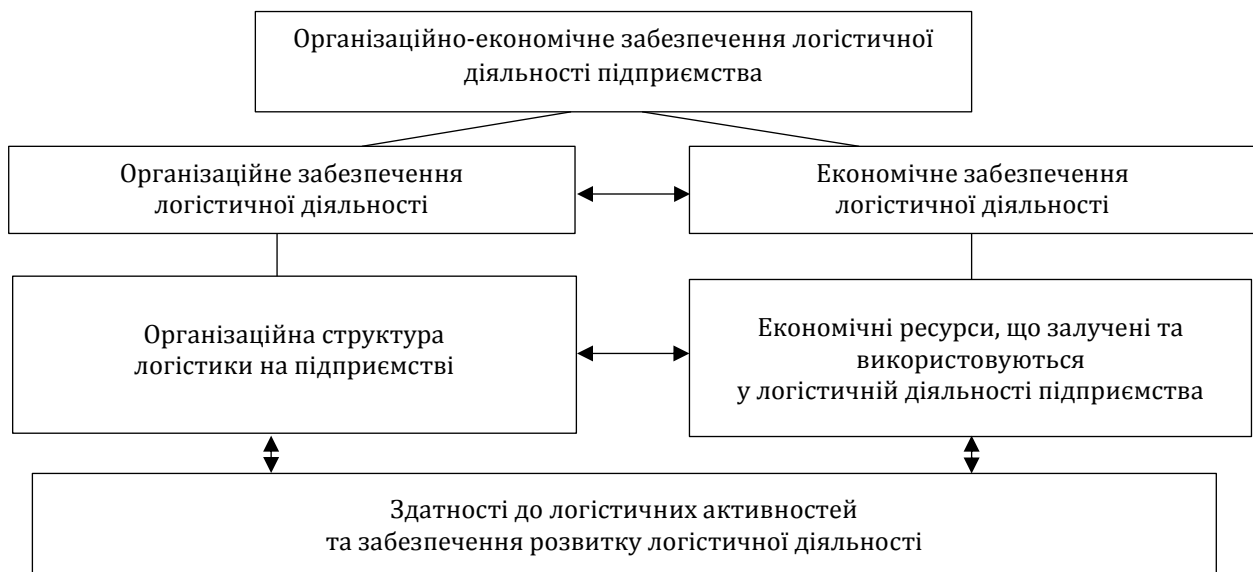 Організаційно-економічне забезпечення логістичної
діяльності підприємства
Організаційне забезпечення
логістичної діяльності
Економічне забезпечення
логістичної діяльності
Організаційна структура
логістики на підприємстві
Економічні ресурси, що залучені та
використовуються
у логістичній діяльності підприємства
Здатності до логістичних активностей
та забезпечення розвитку логістичної діяльності